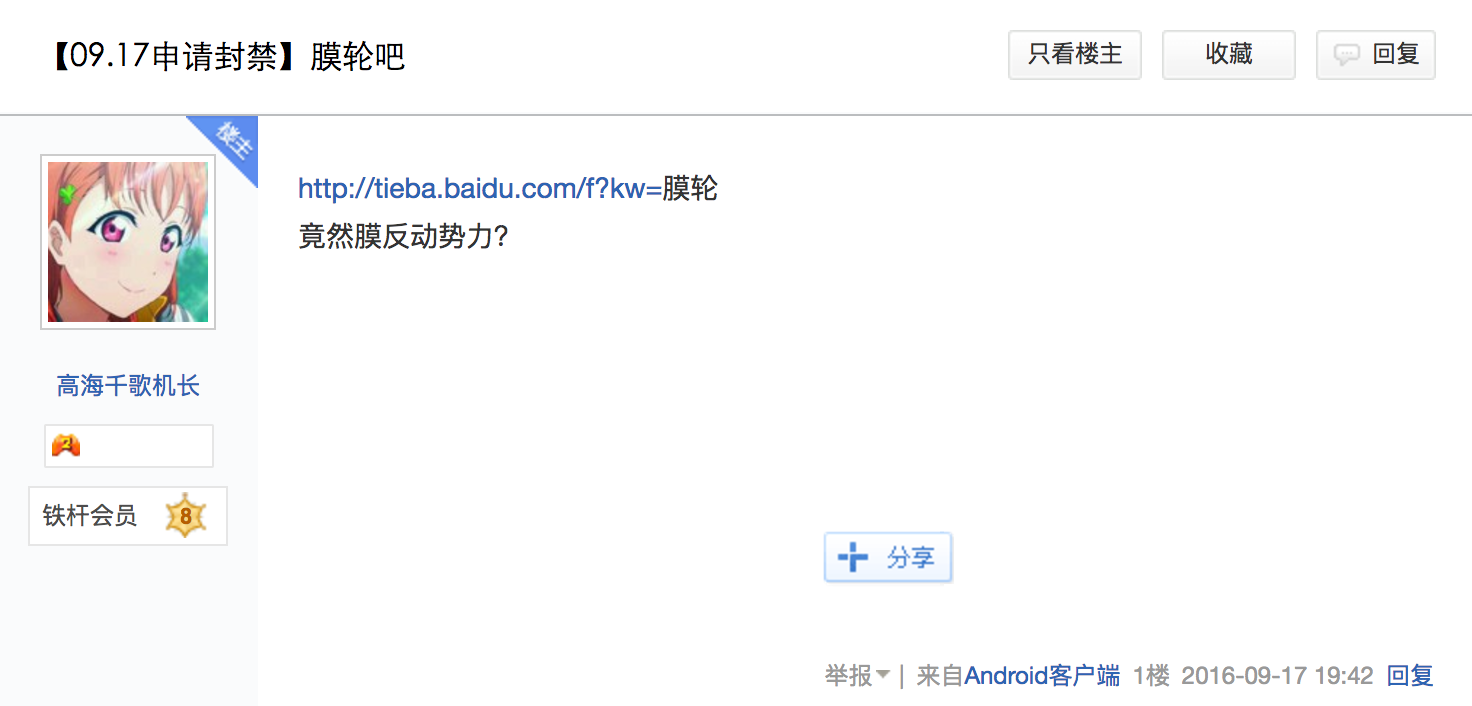 【09.17申请封禁】膜轮吧
只看楼主
收藏
回复
楼主
http://tieba.baidu.com/f?kw=膜轮
竟然膜反动势力?
高海千歌机长
2
铁杆会员 8
分享
举报 | 来自Android客户端 1楼 2016-09-17 19:42 回复